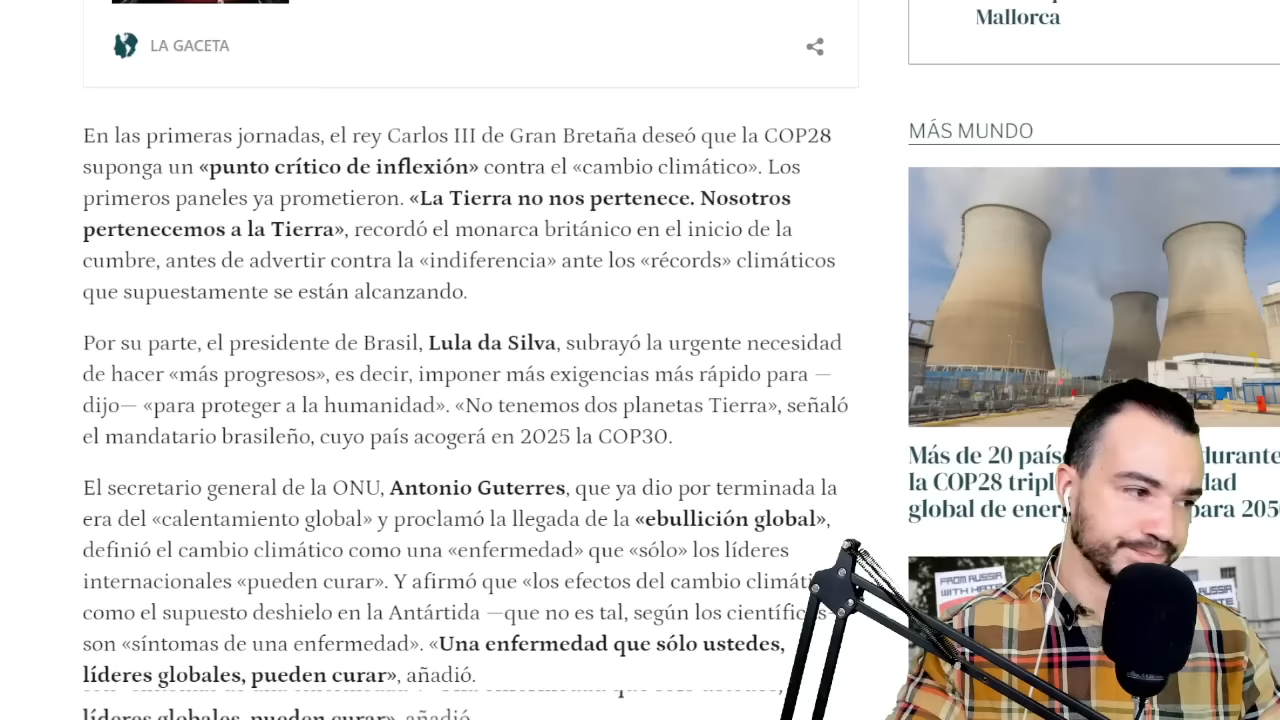 Mallorca
LA GACETA
En las primeras jornadas, el rey Carlos III de Gran Bretaña deseó que la COP28
suponga un «punto crítico de inflexión» contra el «cambio climático». Los
primeros paneles ya prometieron. «La Tierra no nos pertenece. Nosotros
pertenecemos a la Tierra», recordó el monarca británico en el inicio de la
cumbre, antes de advertir contra la «indiferencia» ante los «récords» climáticos
que supuestamente se están alcanzando.
Por su parte, el presidente de Brasil, Lula da Silva, subrayó la urgente necesidad
de hacer «más progresos», es decir, imponer más exigencias más rápido para —
dijo— «para proteger a la humanidad». «No tenemos dos planetas Tierra», señaló
el mandatario brasileño, cuyo país acogerá en 2025 la COP30.
El secretario general de la ONU, Antonio Guterres, que ya dio por terminada la
era del «calentamiento global» y proclamó la llegada de la «ebullición global»,
definió el cambio climático como una «enfermedad» que «sólo» los líderes
internacionales «pueden curar». Y afirmó que «los efectos del cambio climáti
como el supuesto deshielo en la Antártida —que no es tal, según los científicos—
son «síntomas de una enfermedad». «Una enfermedad que sólo ustedes,
líderes globales, pueden curar», añadió.
líderes globales, pueden curar», añadió.
MÁS MUNDO
Más de 20 país durante
la COP28 tripl dad
global de ener para 205
FROM RUSSIA
WITH HATE